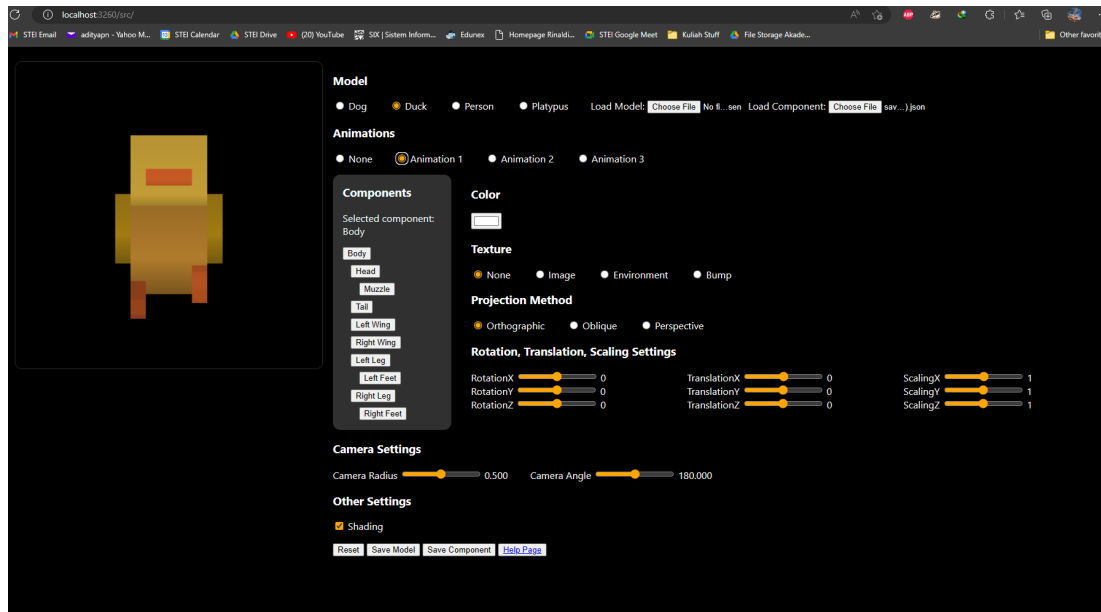 localhost:3260/src/
STEI Email adityapn - Yahoo M... STEI Calendar STEI Drive (20) YouTube SIX | Sistem Inform... Edunex Homepage Rinaldi... STEI Google Meet Kuliah Stuff File Storage Akade... Other favorit
Model
Dog Duck Person Platypus Load Model: Choose File No fi...sen Load Component: Choose File sav...).json
Animations
None Animation 1 Animation 2 Animation 3
Components
Selected component:
Body
Body
Head
Muzzle
Tail
Left Wing
Right Wing
Left Leg
Left Feet
Right Leg
Right Feet
Color
Texture
None Image Environment Bump
Projection Method
Orthographic Oblique Perspective
Rotation, Translation, Scaling Settings
RotationX 0 TranslationX 0 ScalingX 1
RotationY 0 TranslationY 0 ScalingY 1
RotationZ 0 TranslationZ 0 ScalingZ 1
Camera Settings
Camera Radius 0.500 Camera Angle 180.000
Other Settings
Shading
Reset Save Model Save Component Help Page